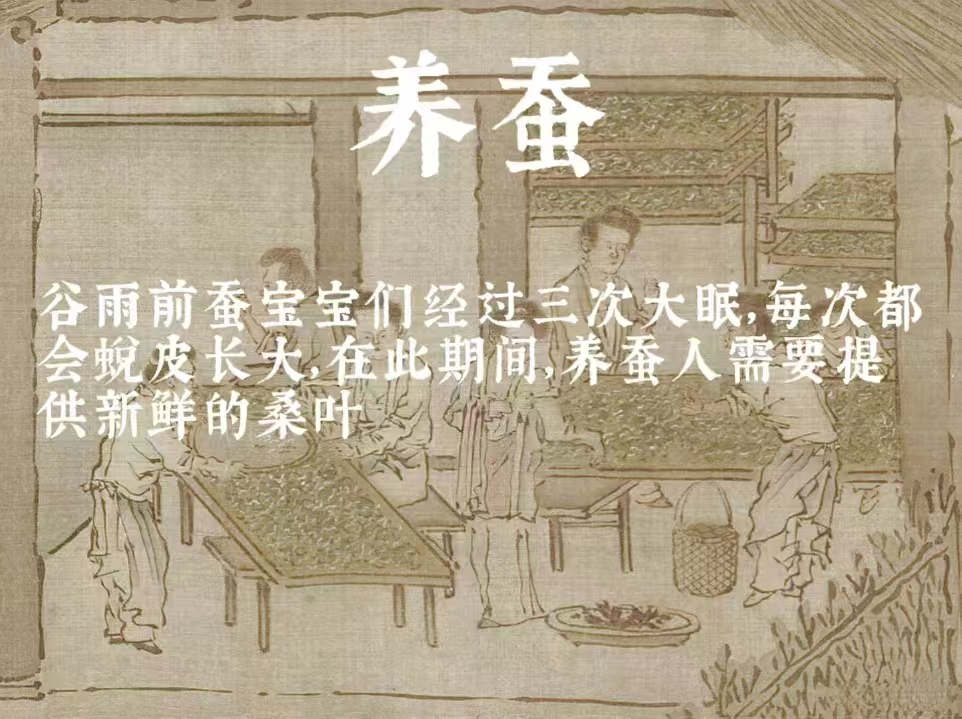 养蚕
谷雨前蚕宝宝们经过三次大眠,每次都
会蜕皮长大,在此期间,养蚕人需要提
供新鲜的桑叶